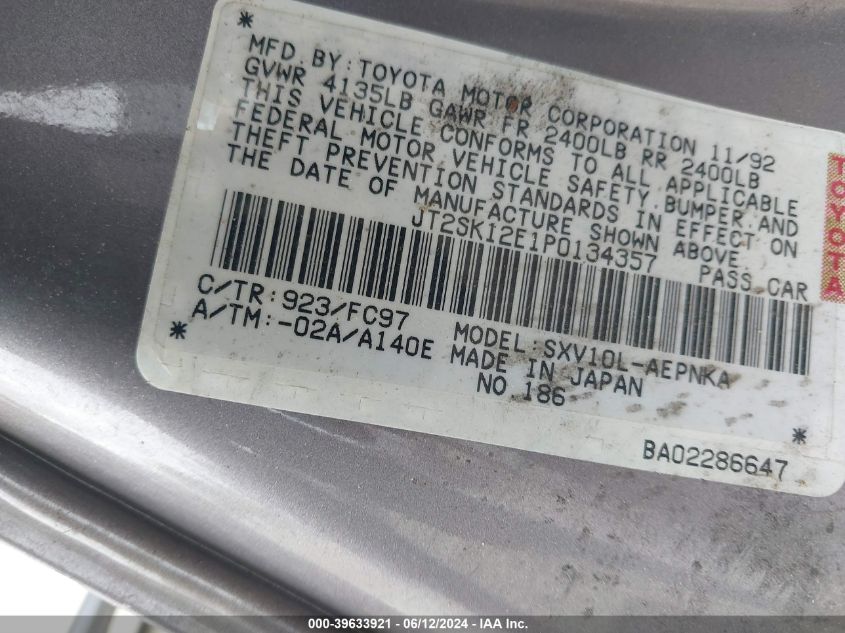 *
MFD.BY:TOYOTA MOTOR CORPORATION 11/92
GVWR 4135LB GAWR FR 2400LB RR 2400LB
THIS VEHICLE CONFORMS TO ALL APPLICABLE
FEDERAL MOTOR VEHICLE SAFETY,BUMPER,AND
THEFT PREVENTION STANDARDS IN EFFECT ON
THE DATE OF MANUFACTURE SHOWN ABOVE.
JT2SK12E1P0134357 PASS.CAR
C/TR:923/FC97 MODEL:SXV10L-AEPNKA
A/TM:-02A/A140E MADE IN JAPAN
* NO 186 *
BA02286647
TOYOTA
000-39633921 - 06/12/2024 - IAA Inc.